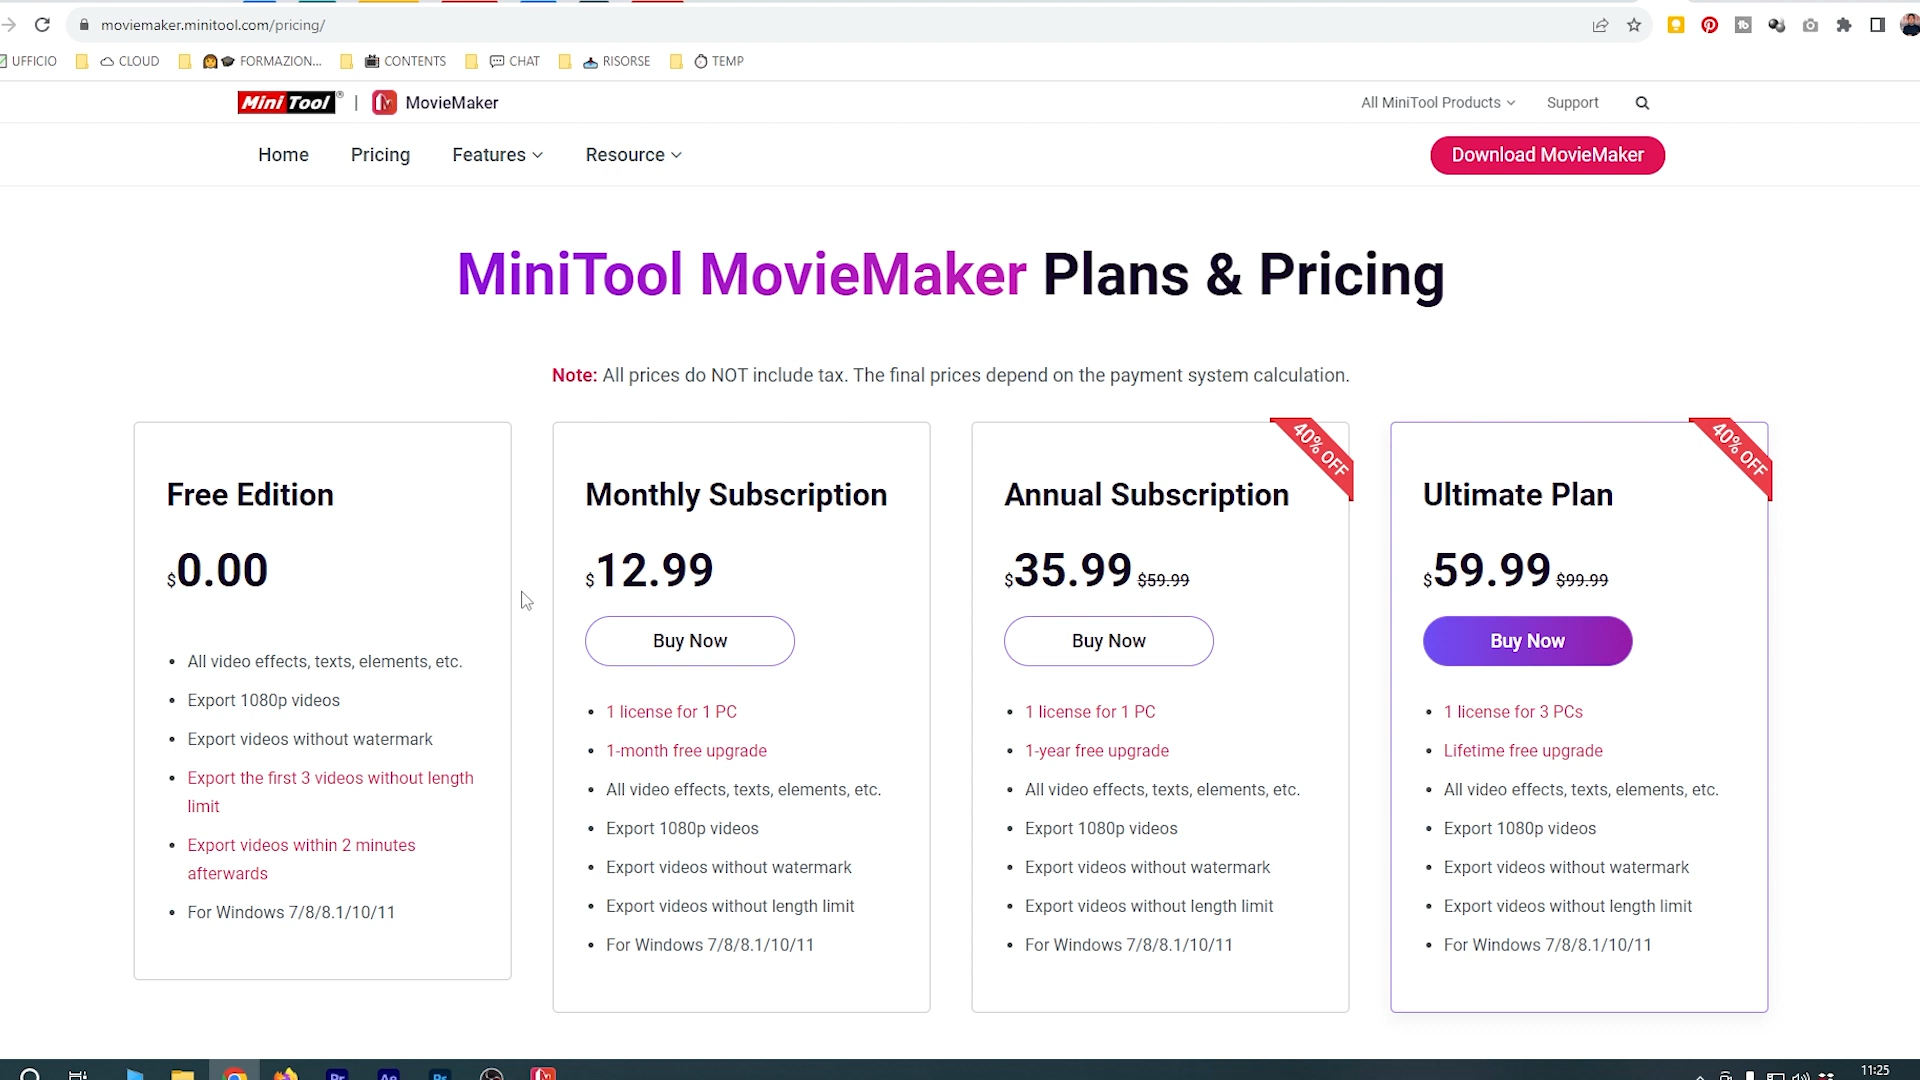 moviemaker.minitool.com/pricing/
UFFICIO CLOUD FORMAZION... CONTENTS CHAT RISORSE TEMP
Mini Tool® | MovieMaker All MiniTool Products Support
Home Pricing Features Resource Download MovieMaker
MiniTool MovieMaker Plans & Pricing
Note: All prices do NOT include tax. The final prices depend on the payment system calculation.
Free Edition
$0.00
• All video effects, texts, elements, etc.
• Export 1080p videos
• Export videos without watermark
• Export the first 3 videos without length
limit
• Export videos within 2 minutes
afterwards
• For Windows 7/8/8.1/10/11
Monthly Subscription
$12.99
Buy Now
• 1 license for 1 PC
• 1-month free upgrade
• All video effects, texts, elements, etc.
• Export 1080p videos
• Export videos without watermark
• Export videos without length limit
• For Windows 7/8/8.1/10/11
40% OFF
Annual Subscription
$35.99 $59.99
Buy Now
• 1 license for 1 PC
• 1-year free upgrade
• All video effects, texts, elements, etc.
• Export 1080p videos
• Export videos without watermark
• Export videos without length limit
• For Windows 7/8/8.1/10/11
40% OFF
Ultimate Plan
$59.99 $99.99
Buy Now
• 1 license for 3 PCs
• Lifetime free upgrade
• All video effects, texts, elements, etc.
• Export 1080p videos
• Export videos without watermark
• Export videos without length limit
• For Windows 7/8/8.1/10/11
Pr Ae Ps
11:25